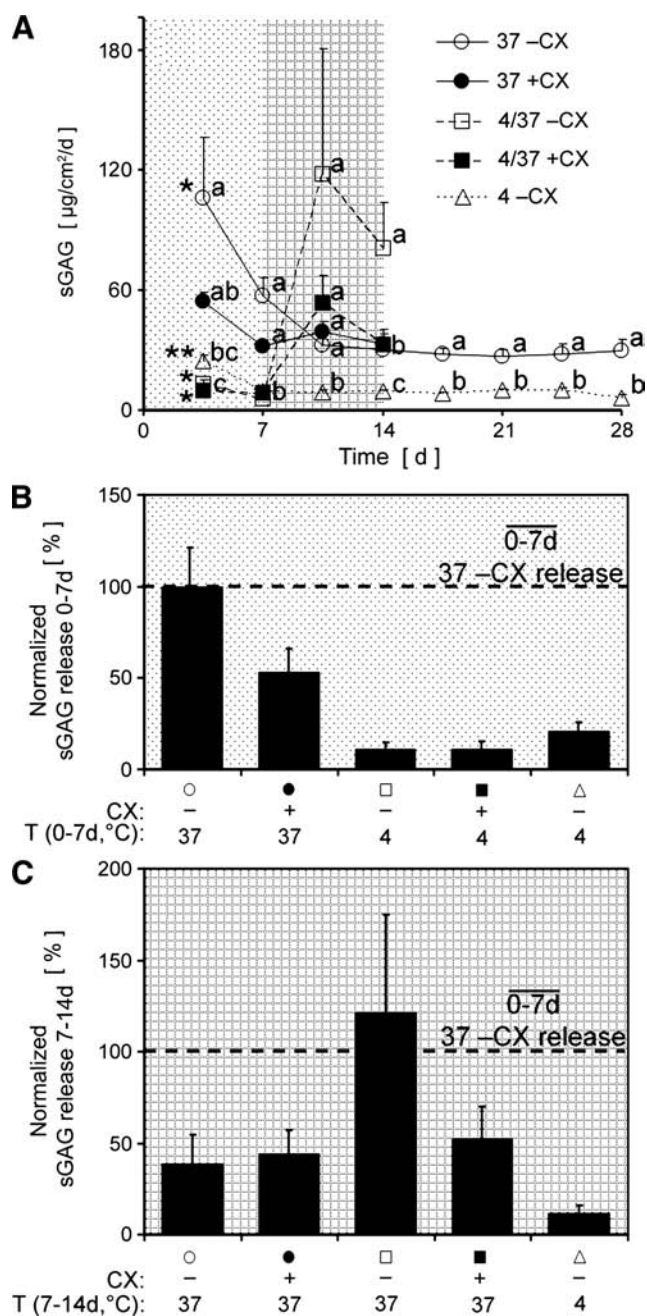 A
180
120
60
0
sGAG [ µg/cm²/d ]
37 –CX
37 +CX
4/37 –CX
4/37 +CX
4 –CX
* a
ab
** bc
* c
*
a
a
b
a
a
a
a
b
a
b
c
a
b
a
b
a
b
a
b
0 7 14 21 28
Time [ d ]
B
Normalized
sGAG release 0-7d [ % ]
150
100
50
0
0-7d
37 –CX release
CX: – + – + –
T (0-7d,°C): 37 37 4 4 4
C
Normalized
sGAG release 7-14d [ % ]
200
150
100
50
0
0-7d
37 –CX release
CX: – + – + –
T (7-14d,°C): 37 37 37 37 4